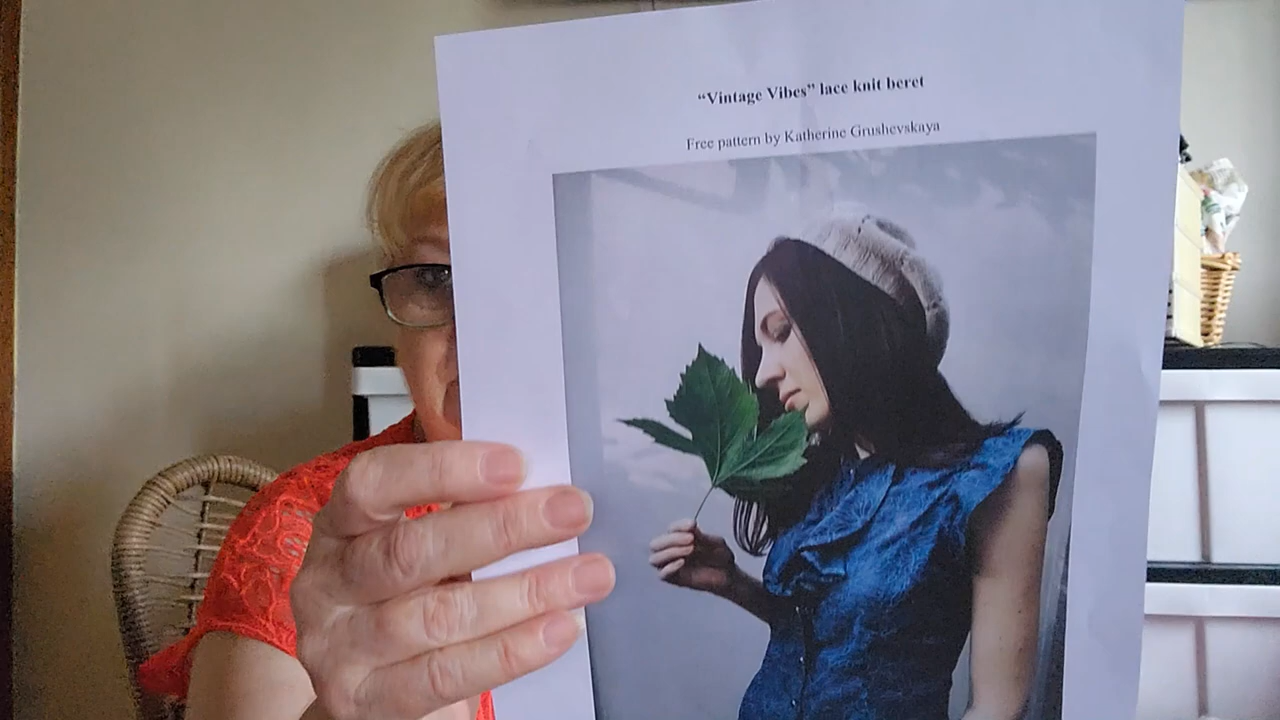 “Vintage Vibes” lace knit beret
Free pattern by Katherine Grushevskaya